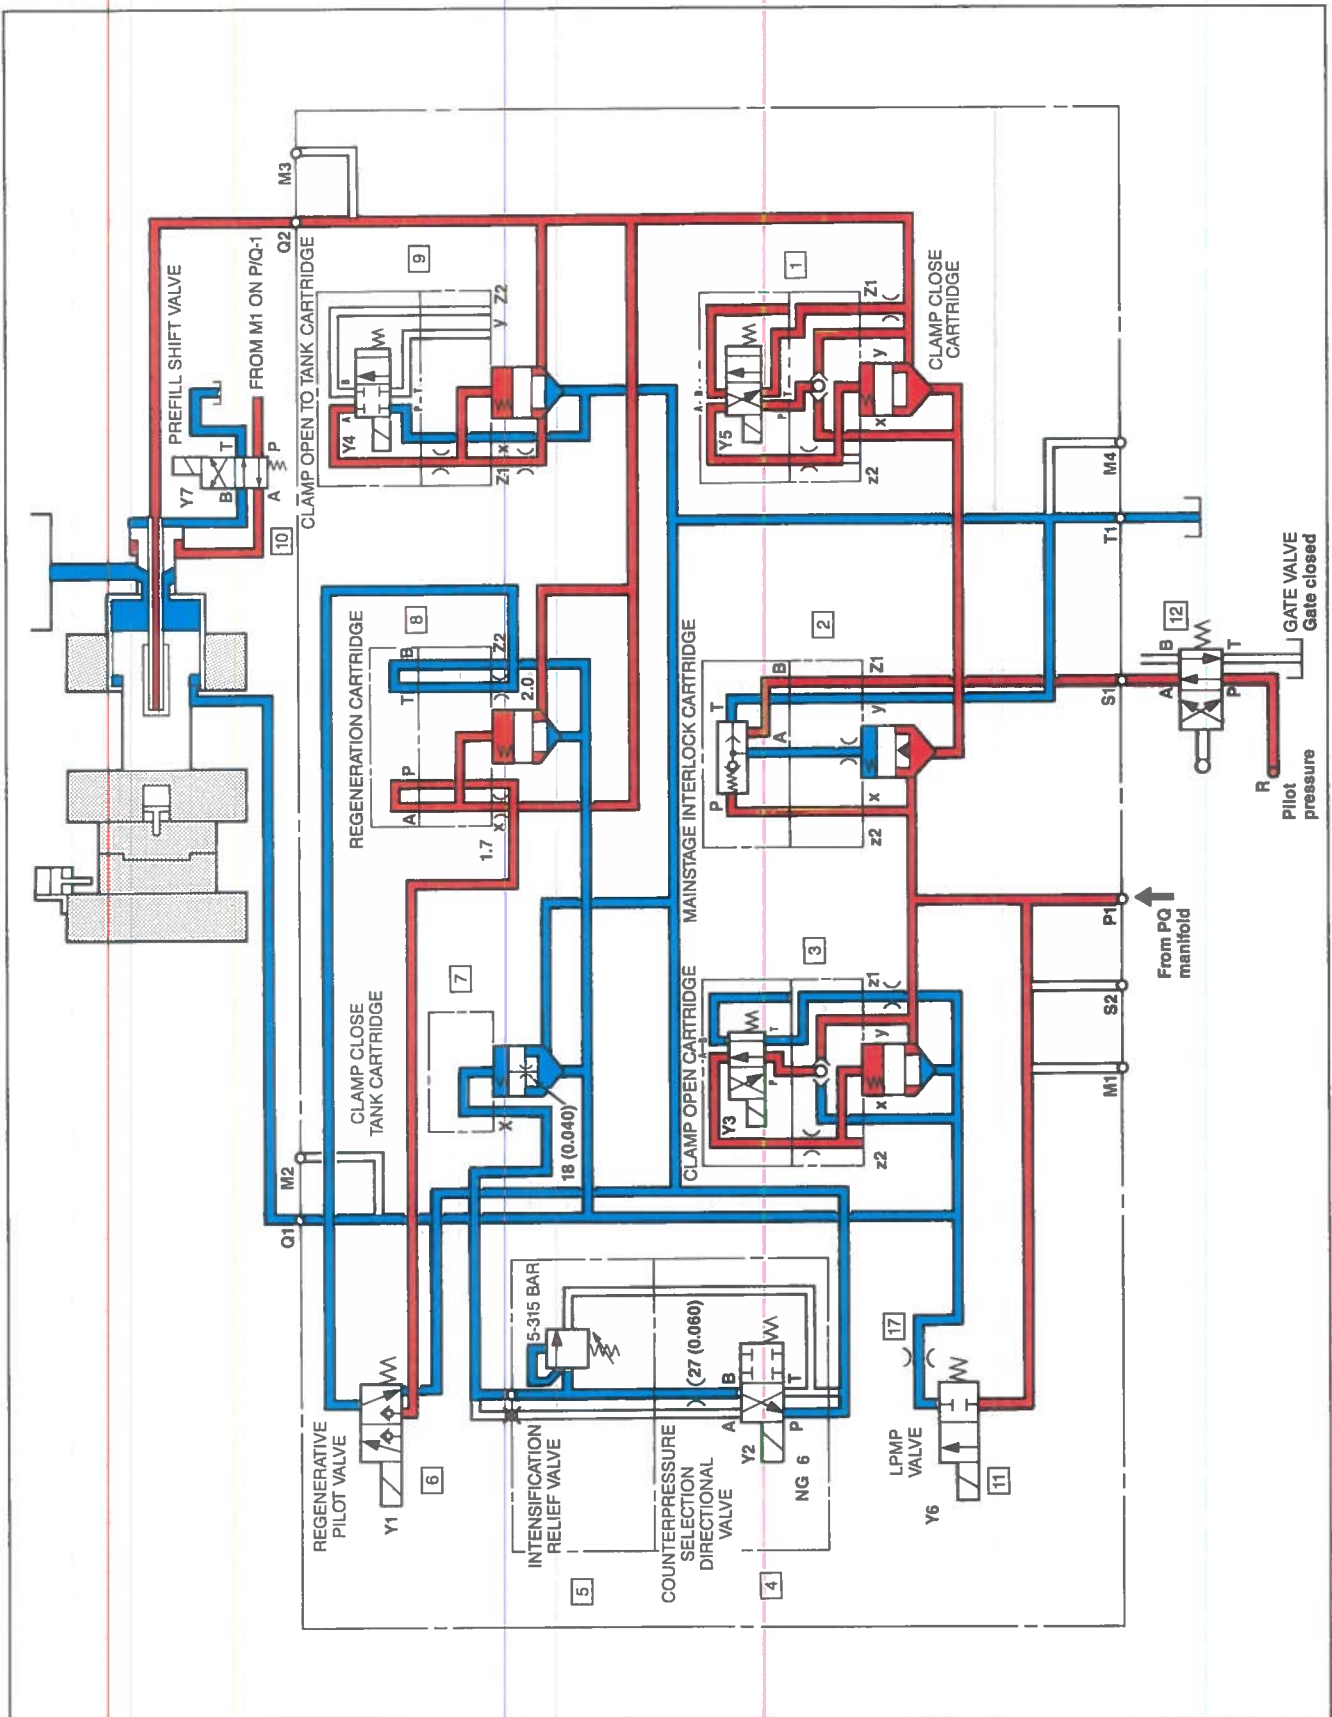 M3
Q2
PREFILL SHIFT VALVE
FROM M1 ON P/Q-1
Y7
B
T
A
P
10
CLAMP OPEN TO TANK CARTRIDGE
9
Y4
A
B
P
T
Z1
x
y
Z2
1
Y5
A
B
P
T
Z1
y
x
z2
CLAMP CLOSE
CARTRIDGE
M4
T1
REGENERATION CARTRIDGE
8
T
B
A
P
Z2
2.0
x
1.7
MAINSTAGE INTERLOCK CARTRIDGE
2
T
B
A
P
Z1
y
x
z2
S1
12
A
B
P
T
GATE VALVE
Gate closed
R
Pilot
pressure
P1
From PQ
manifold
S2
M1
CLAMP CLOSE
TANK CARTRIDGE
7
x
18 (0.040)
CLAMP OPEN CARTRIDGE
3
Y3
A
B
P
T
z1
y
x
z2
M2
Q1
REGENERATIVE
PILOT VALVE
Y1
6
5-315 BAR
INTENSIFICATION
RELIEF VALVE
5
27 (0.060)
COUNTERPRESSURE
SELECTION
DIRECTIONAL
VALVE
4
A
B
P
T
Y2
NG 6
17
LPMP
VALVE
Y6
11